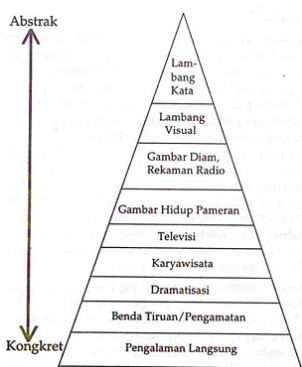 Abstrak
Lam-
bang
Kata
Lambang
Visual
Gambar Diam,
Rekaman Radio
Gambar Hidup Pameran
Televisi
Karyawisata
Dramatisasi
Benda Tiruan/Pengamatan
Kongkret
Pengalaman Langsung